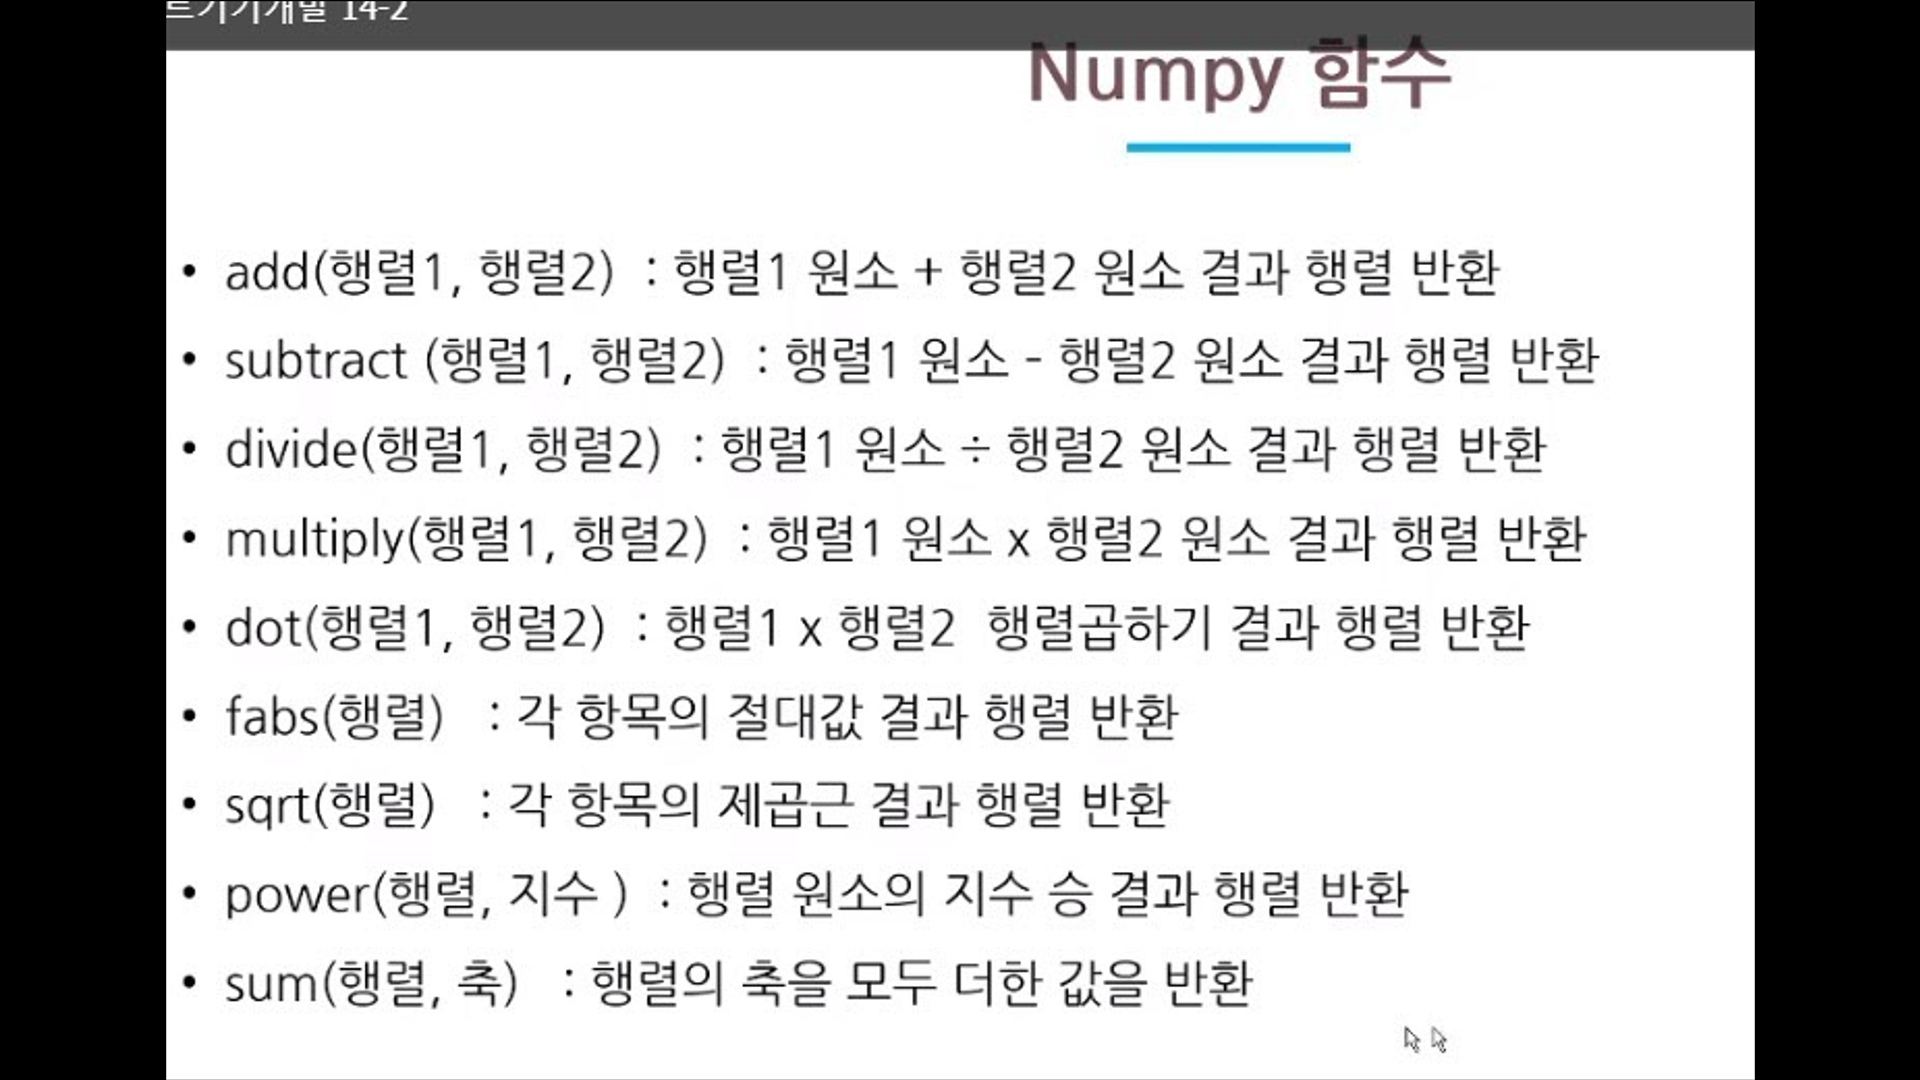 14-2
Numpy 함수
• add(행렬1, 행렬2) : 행렬1 원소 + 행렬2 원소 결과 행렬 반환
• subtract (행렬1, 행렬2) : 행렬1 원소 - 행렬2 원소 결과 행렬 반환
• divide(행렬1, 행렬2) : 행렬1 원소 ÷ 행렬2 원소 결과 행렬 반환
• multiply(행렬1, 행렬2) : 행렬1 원소 x 행렬2 원소 결과 행렬 반환
• dot(행렬1, 행렬2) : 행렬1 x 행렬2 행렬곱하기 결과 행렬 반환
• fabs(행렬) : 각 항목의 절대값 결과 행렬 반환
• sqrt(행렬) : 각 항목의 제곱근 결과 행렬 반환
• power(행렬, 지수 ) : 행렬 원소의 지수 승 결과 행렬 반환
• sum(행렬, 축) : 행렬의 축을 모두 더한 값을 반환